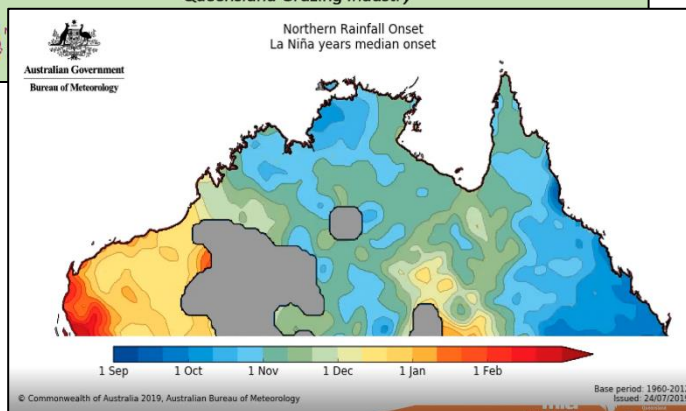 Queensland Grazing Industry
Northern Rainfall Onset
La Niña years median onset
Australian Government
Bureau of Meteorology
1 Sep 1 Oct 1 Nov 1 Dec 1 Jan 1 Feb
Base period: 1960-2013
© Commonwealth of Australia 2019, Australian Bureau of Meteorology
Issued: 24/07/2019